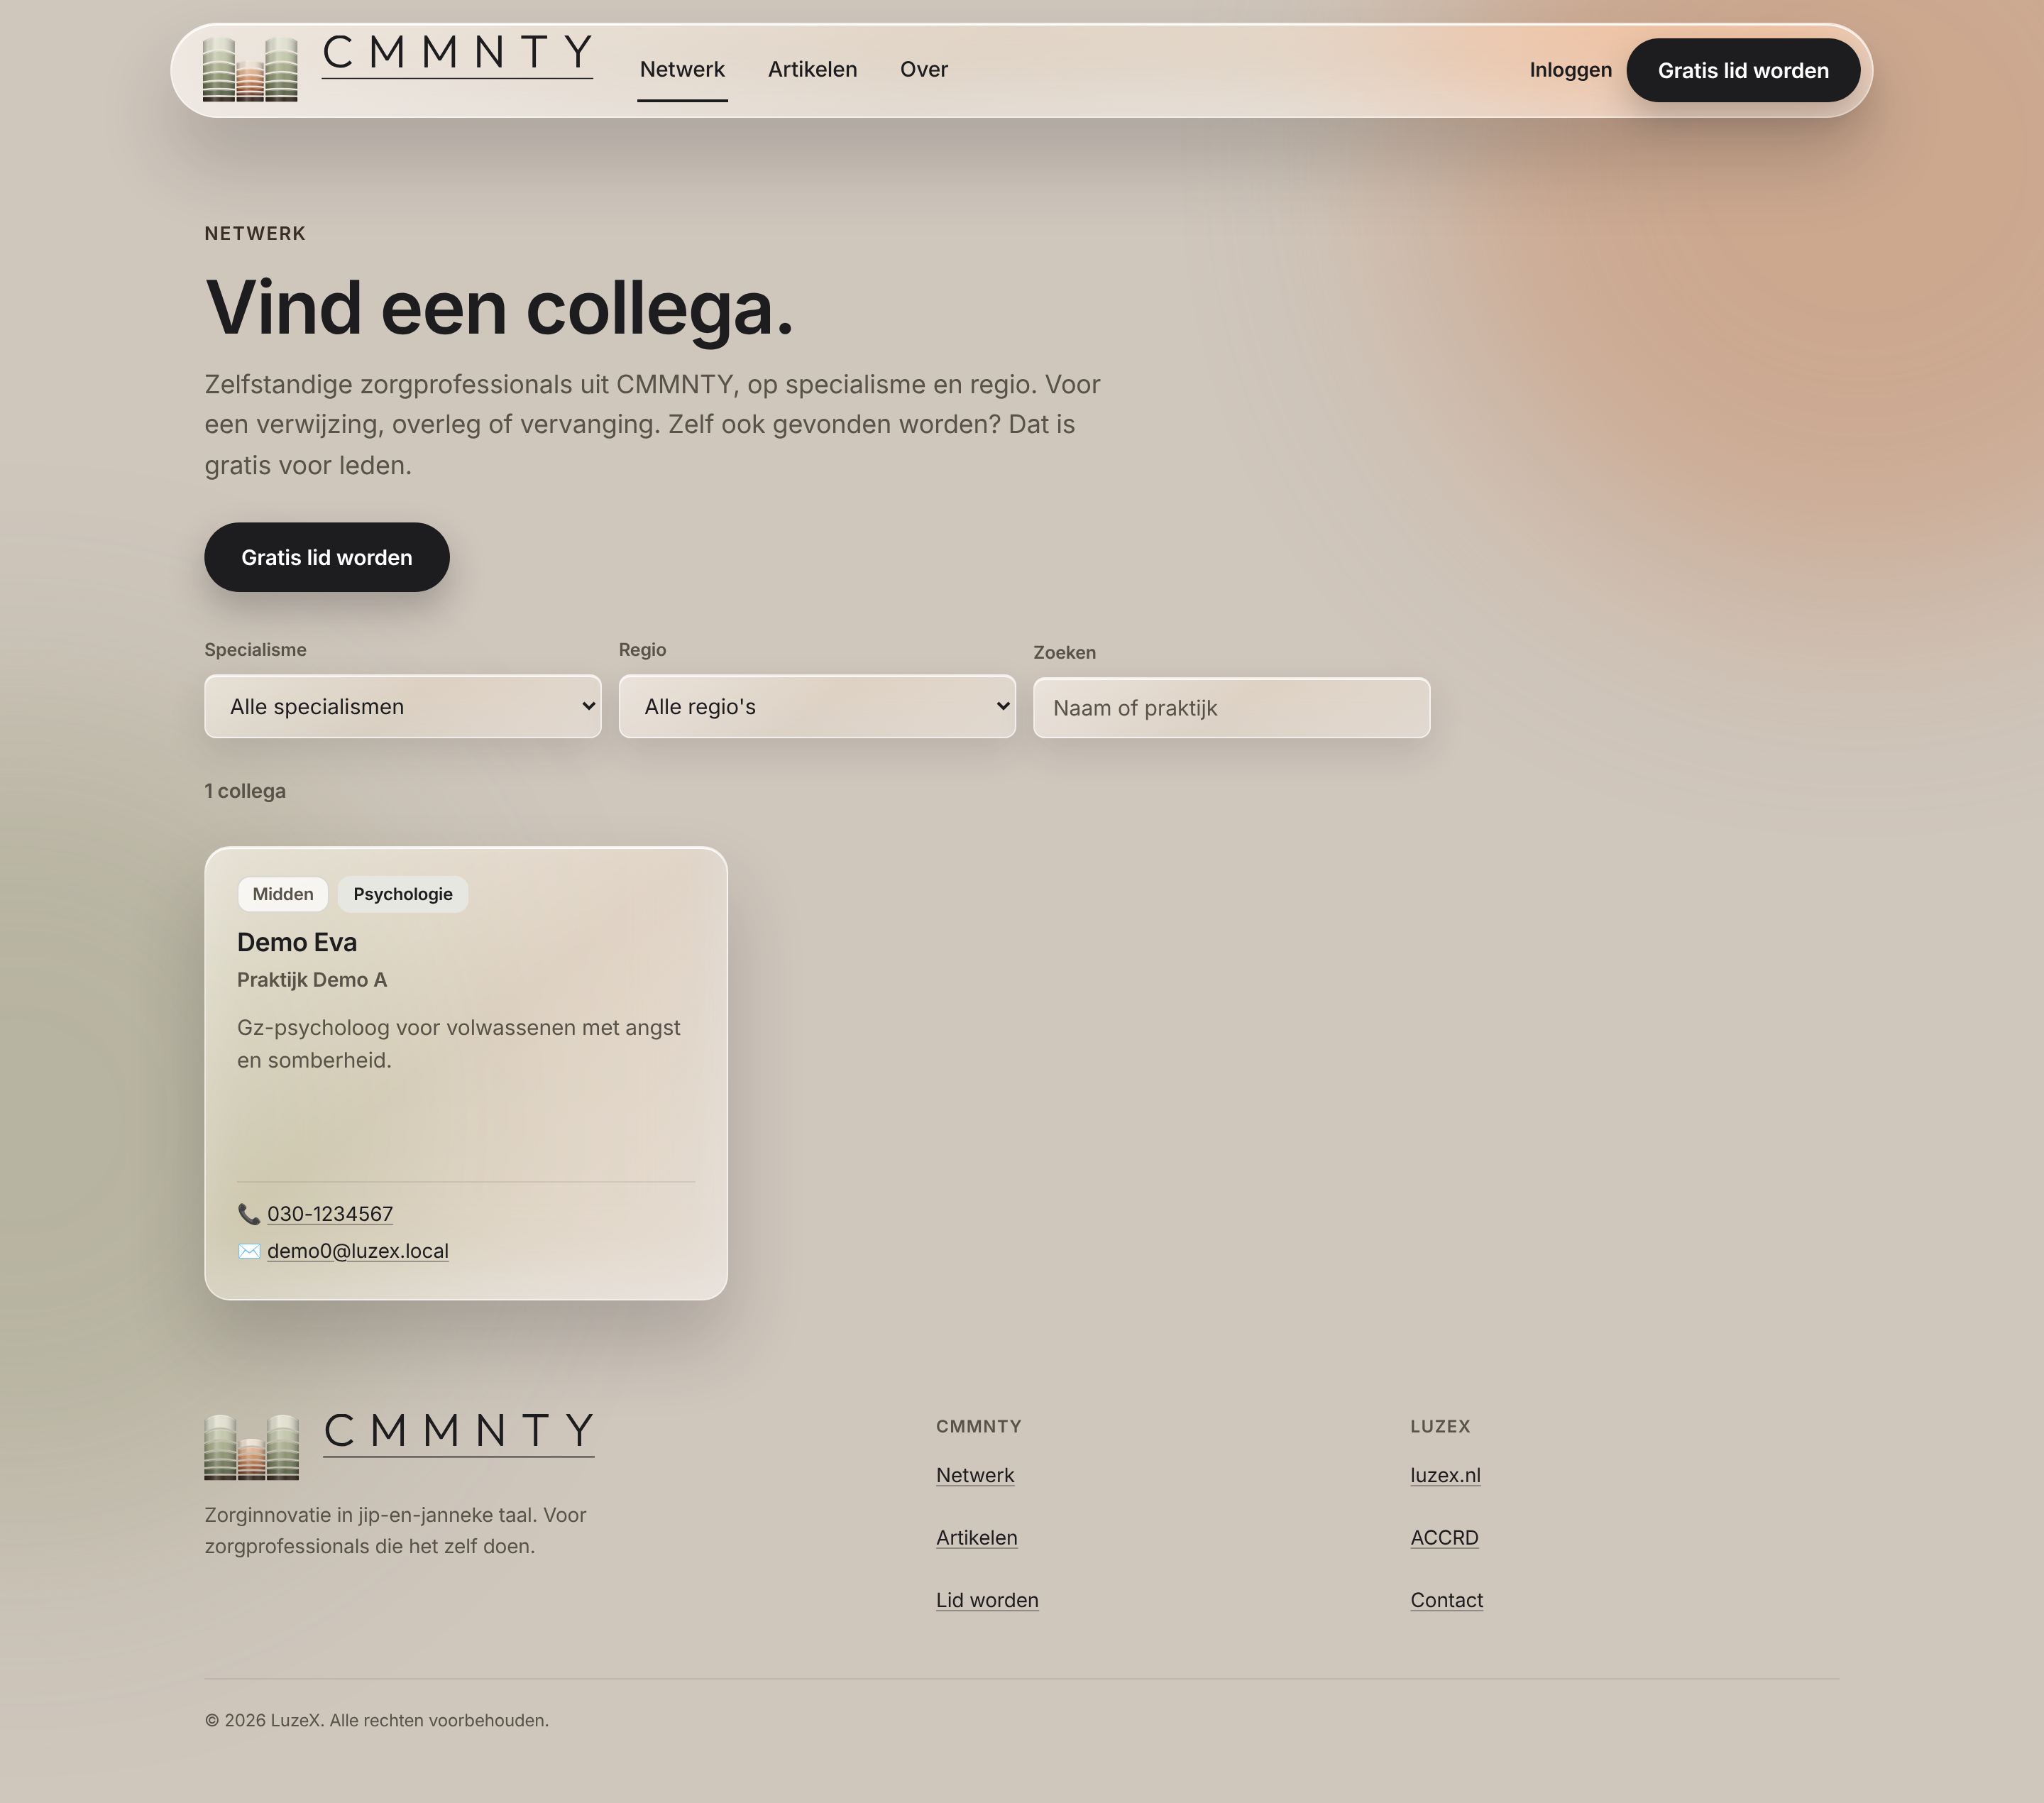 CMMNTY
Netwerk
Artikelen
Over
Inloggen
Gratis lid worden
NETWERK
Vind een collega.
Zelfstandige zorgprofessionals uit CMMNTY, op specialisme en regio. Voor
een verwijzing, overleg of vervanging. Zelf ook gevonden worden? Dat is
gratis voor leden.
Gratis lid worden
Specialisme
Regio
Zoeken
Alle specialismen
Alle regio's
Naam of praktijk
1 collega
Midden
Psychologie
Demo Eva
Praktijk Demo A
Gz-psycholoog voor volwassenen met angst
en somberheid.
030-1234567
demo0@luzex.local
CMMNTY
Zorginnovatie in jip-en-janneke taal. Voor
zorgprofessionals die het zelf doen.
CMMNTY
Netwerk
Artikelen
Lid worden
LUZEX
luzex.nl
ACCRD
Contact
© 2026 LuzeX. Alle rechten voorbehouden.